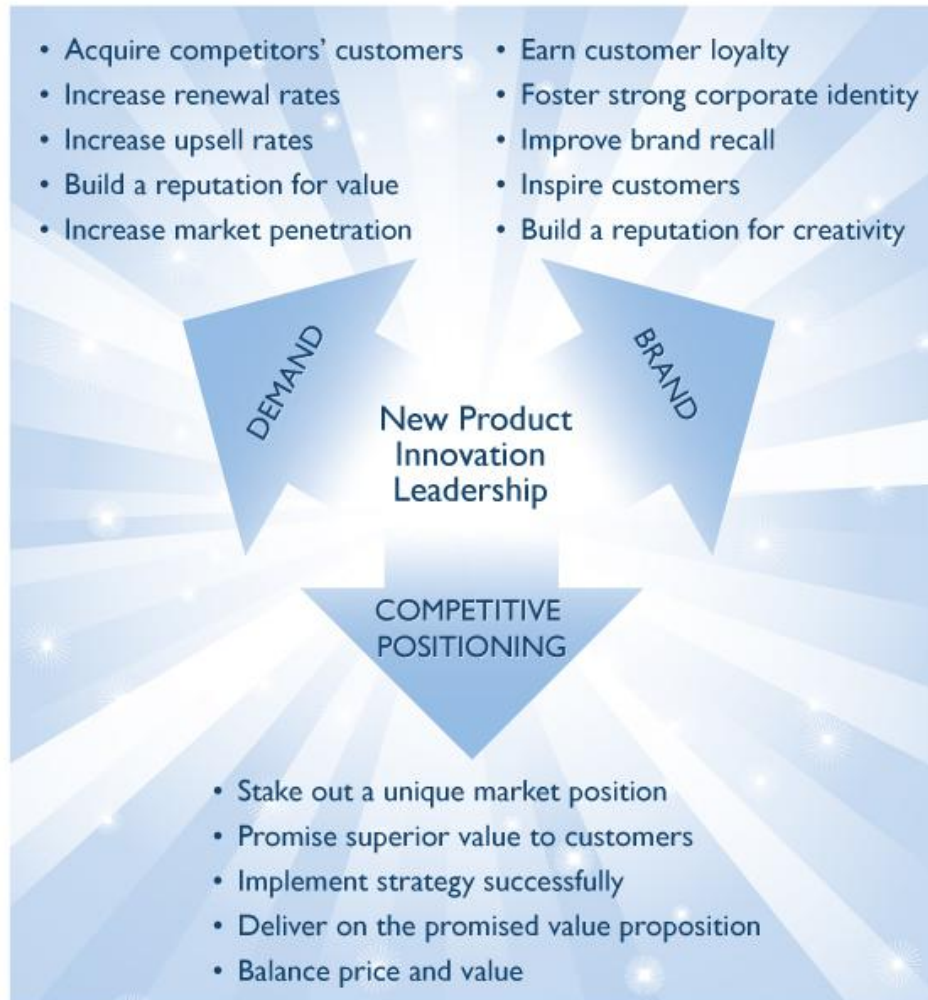 • Acquire competitors’ customers
• Increase renewal rates
• Increase upsell rates
• Build a reputation for value
• Increase market penetration
• Earn customer loyalty
• Foster strong corporate identity
• Improve brand recall
• Inspire customers
• Build a reputation for creativity
DEMAND
BRAND
New Product
Innovation
Leadership
COMPETITIVE
POSITIONING
• Stake out a unique market position
• Promise superior value to customers
• Implement strategy successfully
• Deliver on the promised value proposition
• Balance price and value